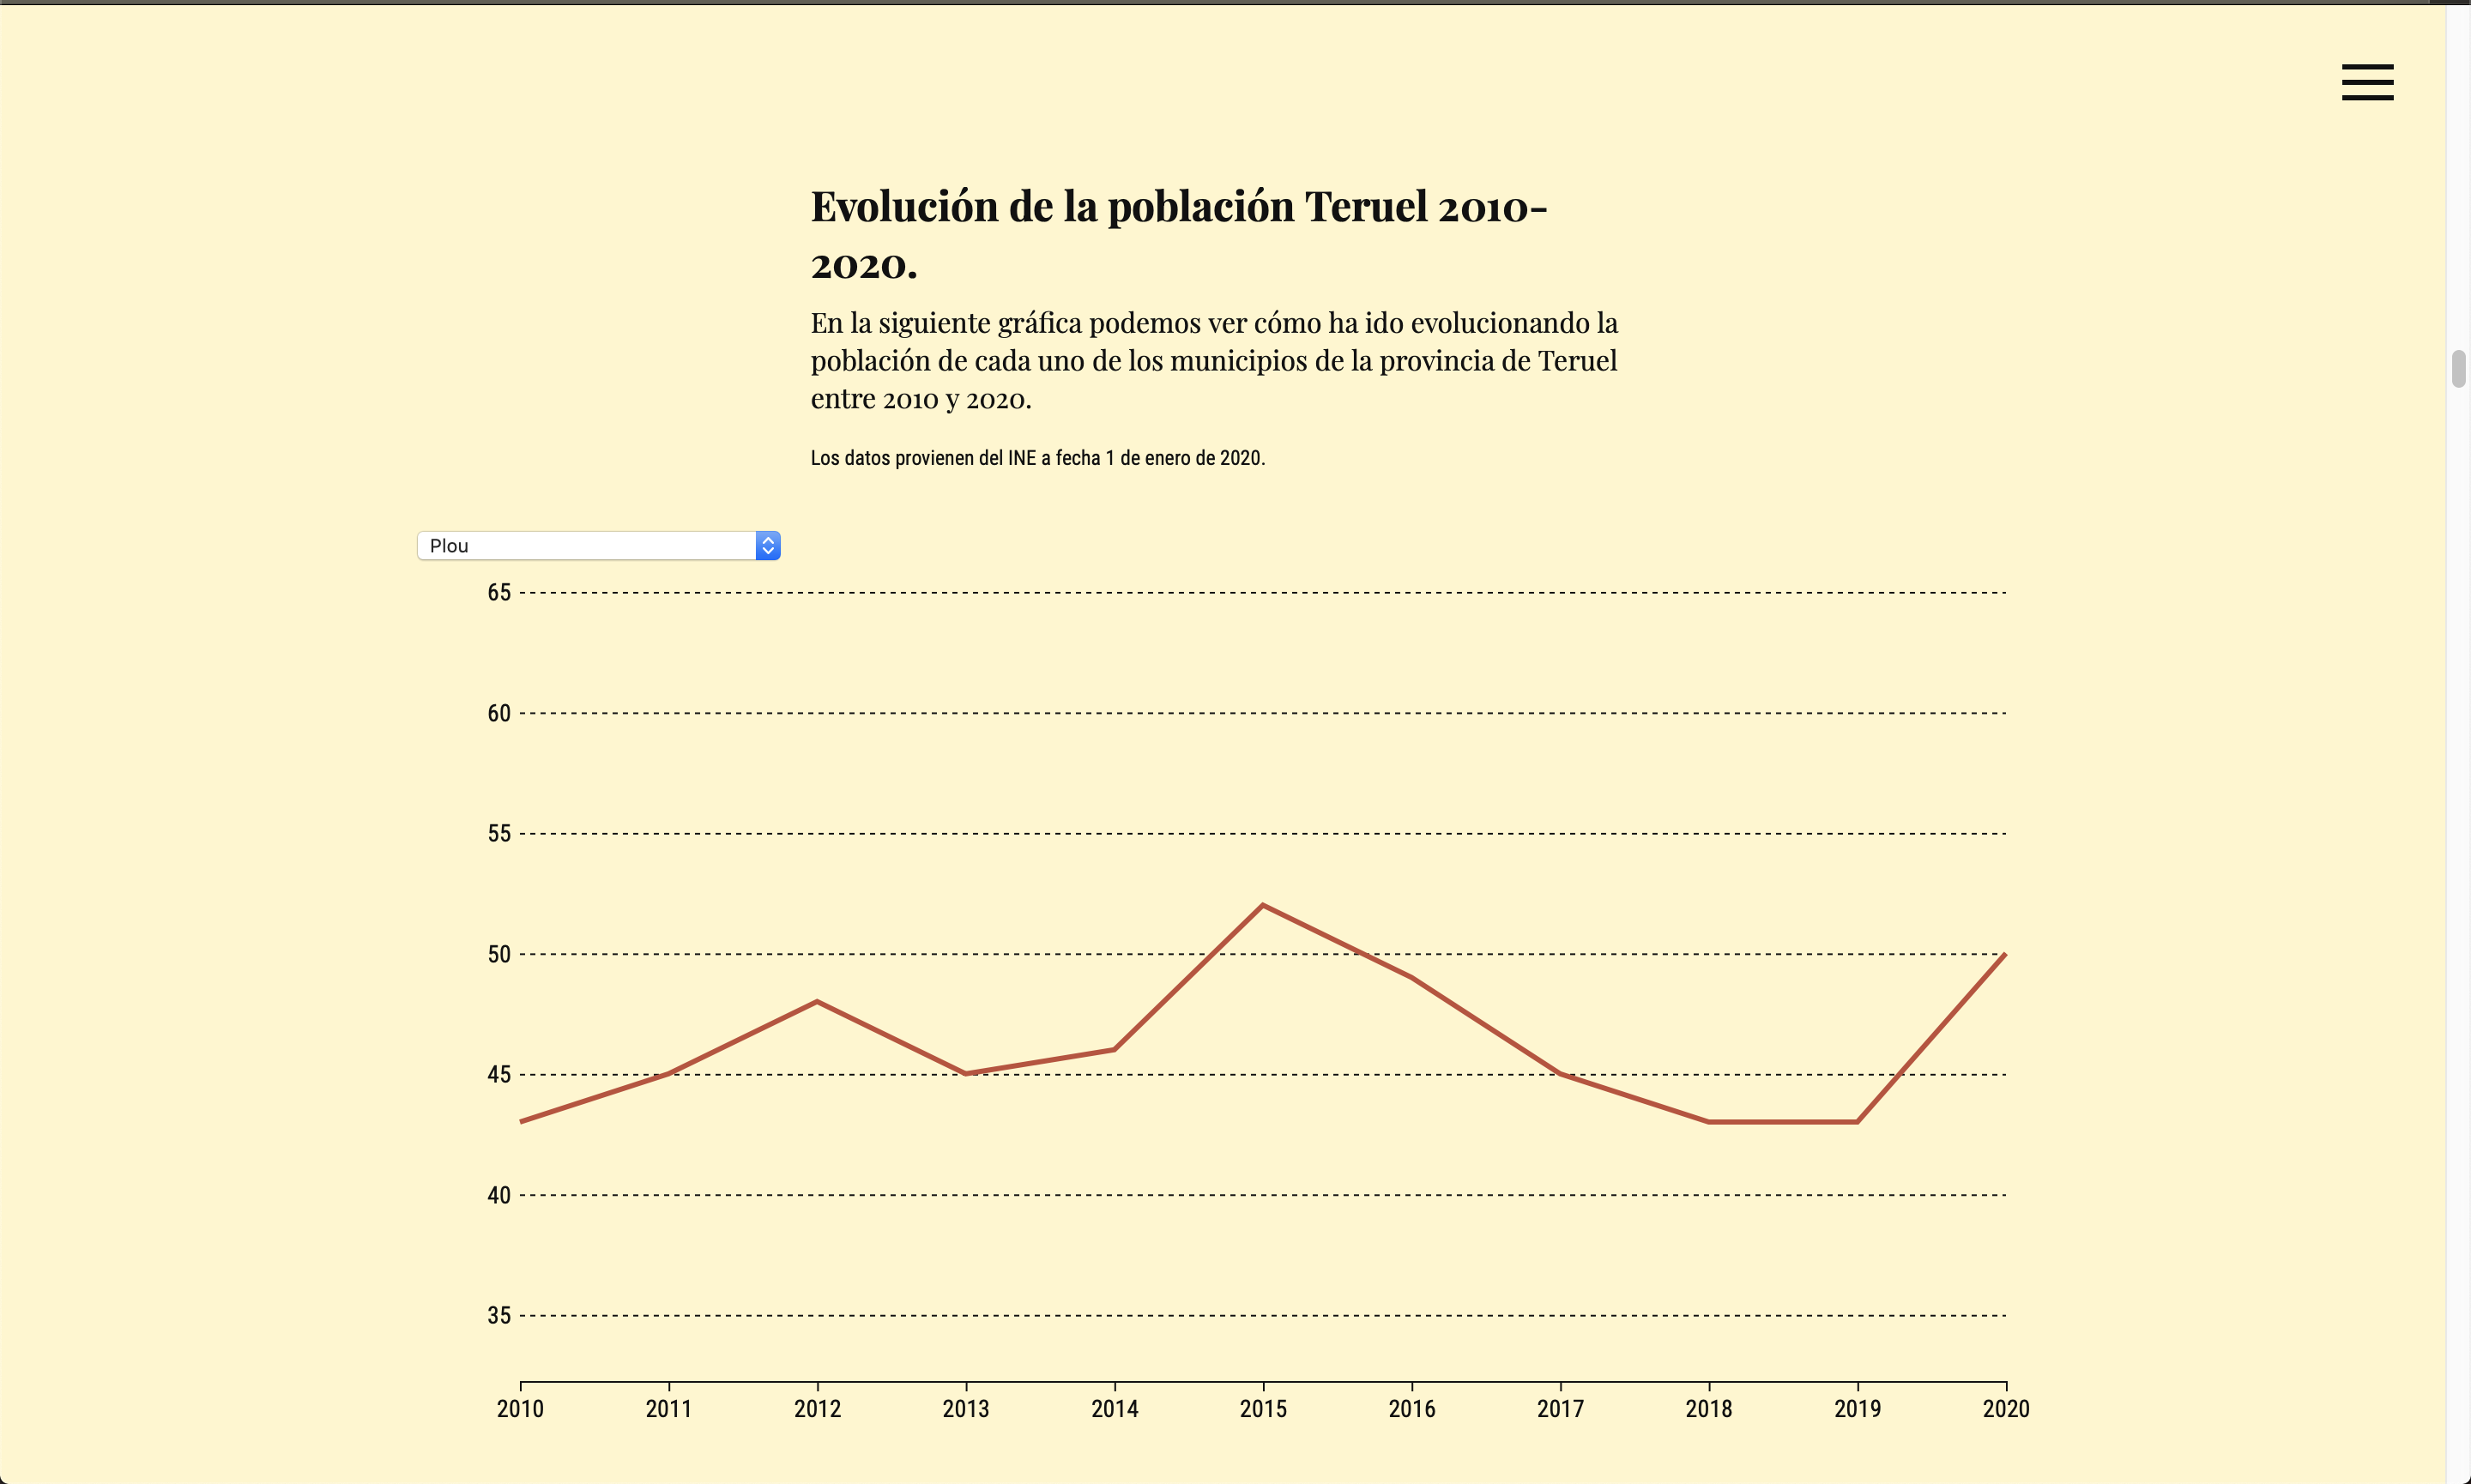 Evolución de la población Teruel 2010-
2020.
En la siguiente gráfica podemos ver cómo ha ido evolucionando la
población de cada uno de los municipios de la provincia de Teruel
entre 2010 y 2020.
Los datos provienen del INE a fecha 1 de enero de 2020.
Plou
65
60
55
50
45
40
35
2010 2011 2012 2013 2014 2015 2016 2017 2018 2019 2020